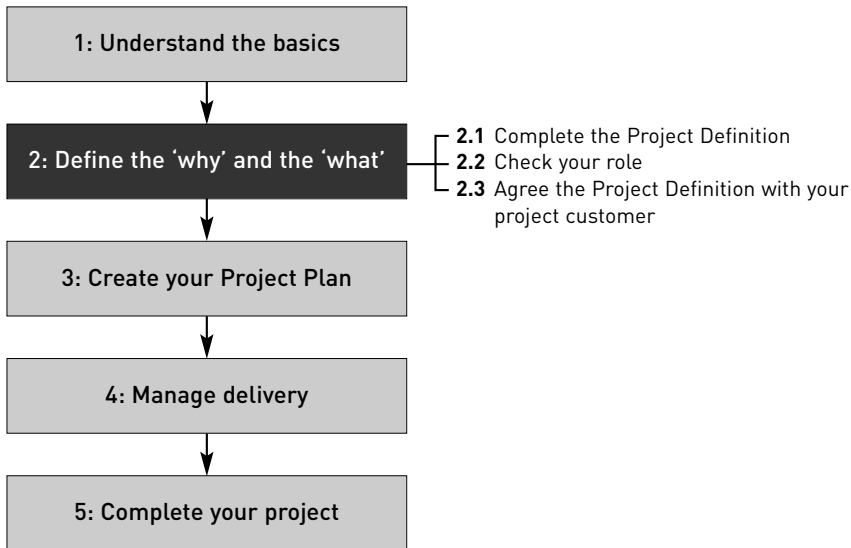 1: Understand the basics
2: Define the ‘why’ and the ‘what’
2.1 Complete the Project Definition
2.2 Check your role
2.3 Agree the Project Definition with your
project customer
3: Create your Project Plan
4: Manage delivery
5: Complete your project